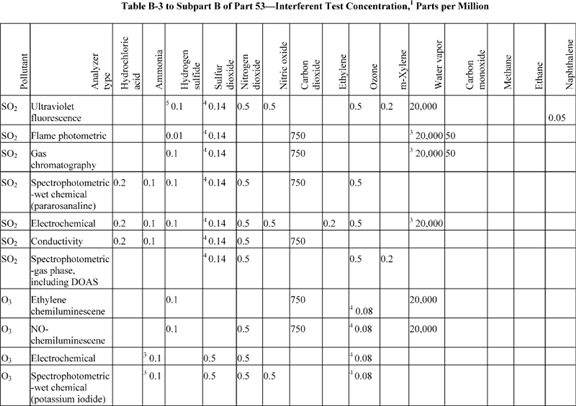 Table B-3 to Subpart B of Part 53—Interferent Test Concentration,¹ Parts per Million
Pollutant Analyzer type Hydrochloric acid Ammonia Hydrogen sulfide Sulfur dioxide Nitrogen dioxide Nitric oxide Carbon dioxide Ethylene Ozone m-Xylene Water vapor Carbon monoxide Methane Ethane Naphthalene
SO₂ Ultraviolet fluorescence ⁵ 0.1 ⁴ 0.14 0.5 0.5 0.5 0.2 20,000 0.05
SO₂ Flame photometric 0.01 ⁴ 0.14 750 ³ 20,000 50
SO₂ Gas chromatography 0.1 ⁴ 0.14 750 ³ 20,000 50
SO₂ Spectrophotometric -wet chemical (pararosanaline) 0.2 0.1 0.1 ⁴ 0.14 0.5 750 0.5
SO₂ Electrochemical 0.2 0.1 0.1 ⁴ 0.14 0.5 0.5 0.2 0.5 ³ 20,000
SO₂ Conductivity 0.2 0.1 ⁴ 0.14 0.5 750
SO₂ Spectrophotometric -gas phase, including DOAS ⁴ 0.14 0.5 0.5 0.2
O₃ Ethylene chemiluminescene 0.1 750 ⁴ 0.08 20,000
O₃ NO-chemiluminescene 0.1 0.5 750 ⁴ 0.08 20,000
O₃ Electrochemical ³ 0.1 0.5 0.5 ⁴ 0.08
O₃ Spectrophotometric -wet chemical (potassium iodide) ³ 0.1 0.5 0.5 0.5 ⁴ 0.08